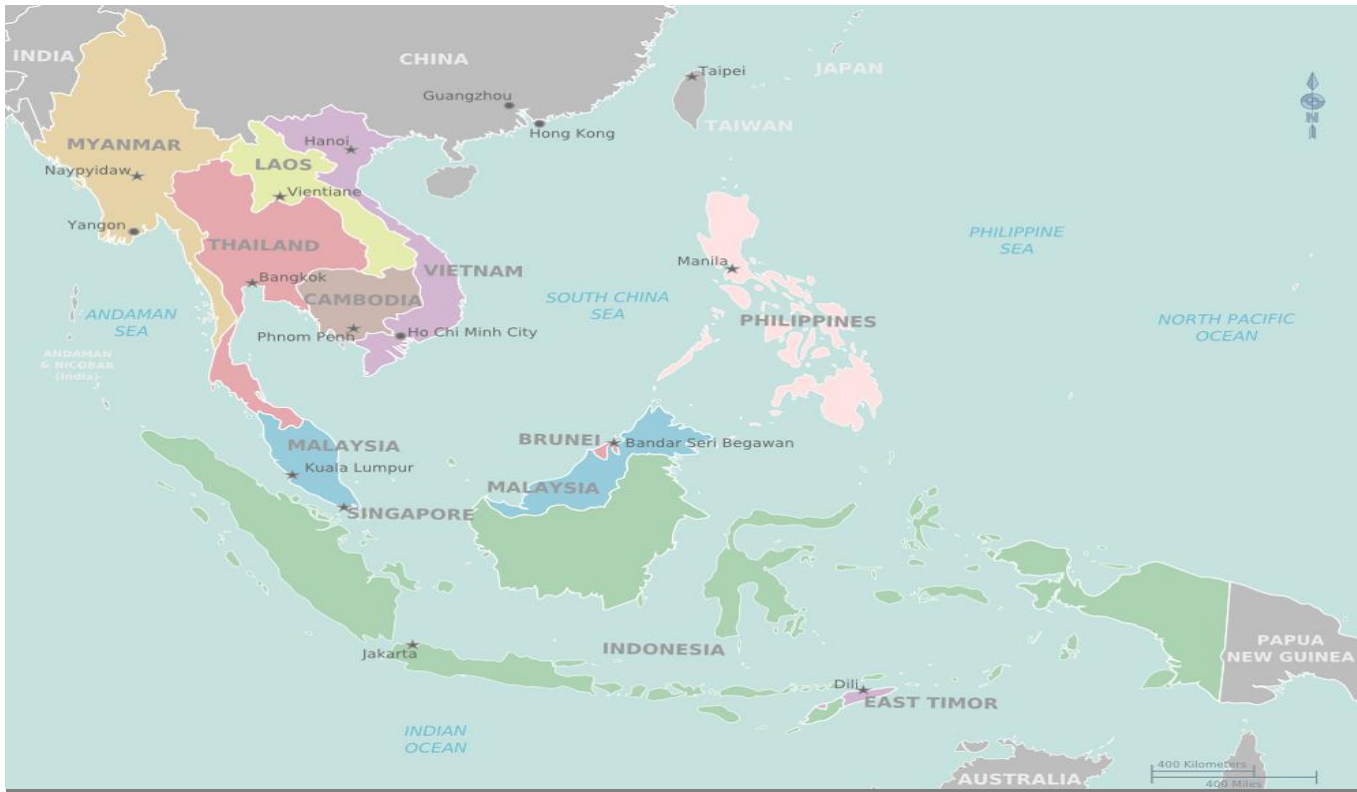 INDIA
CHINA
JAPAN
Taipei
Guangzhou
Hong Kong
TAIWAN
N
MYANMAR
Hanoi
LAOS
Naypyidaw
Vientiane
Yangon
THAILAND
PHILIPPINE
SEA
Manila
VIETNAM
Bangkok
CAMBODIA
SOUTH CHINA
SEA
ANDAMAN
SEA
PHILIPPINES
NORTH PACIFIC
OCEAN
Phnom Penh
Ho Chi Minh City
ANDAMAN
& NICOBAR
(India)
MALAYSIA
BRUNEI
Bandar Seri Begawan
Kuala Lumpur
MALAYSIA
SINGAPORE
INDONESIA
Jakarta
PAPUA
NEW GUINEA
Dili
EAST TIMOR
INDIAN
OCEAN
AUSTRALIA
400 Kilometers
400 Miles